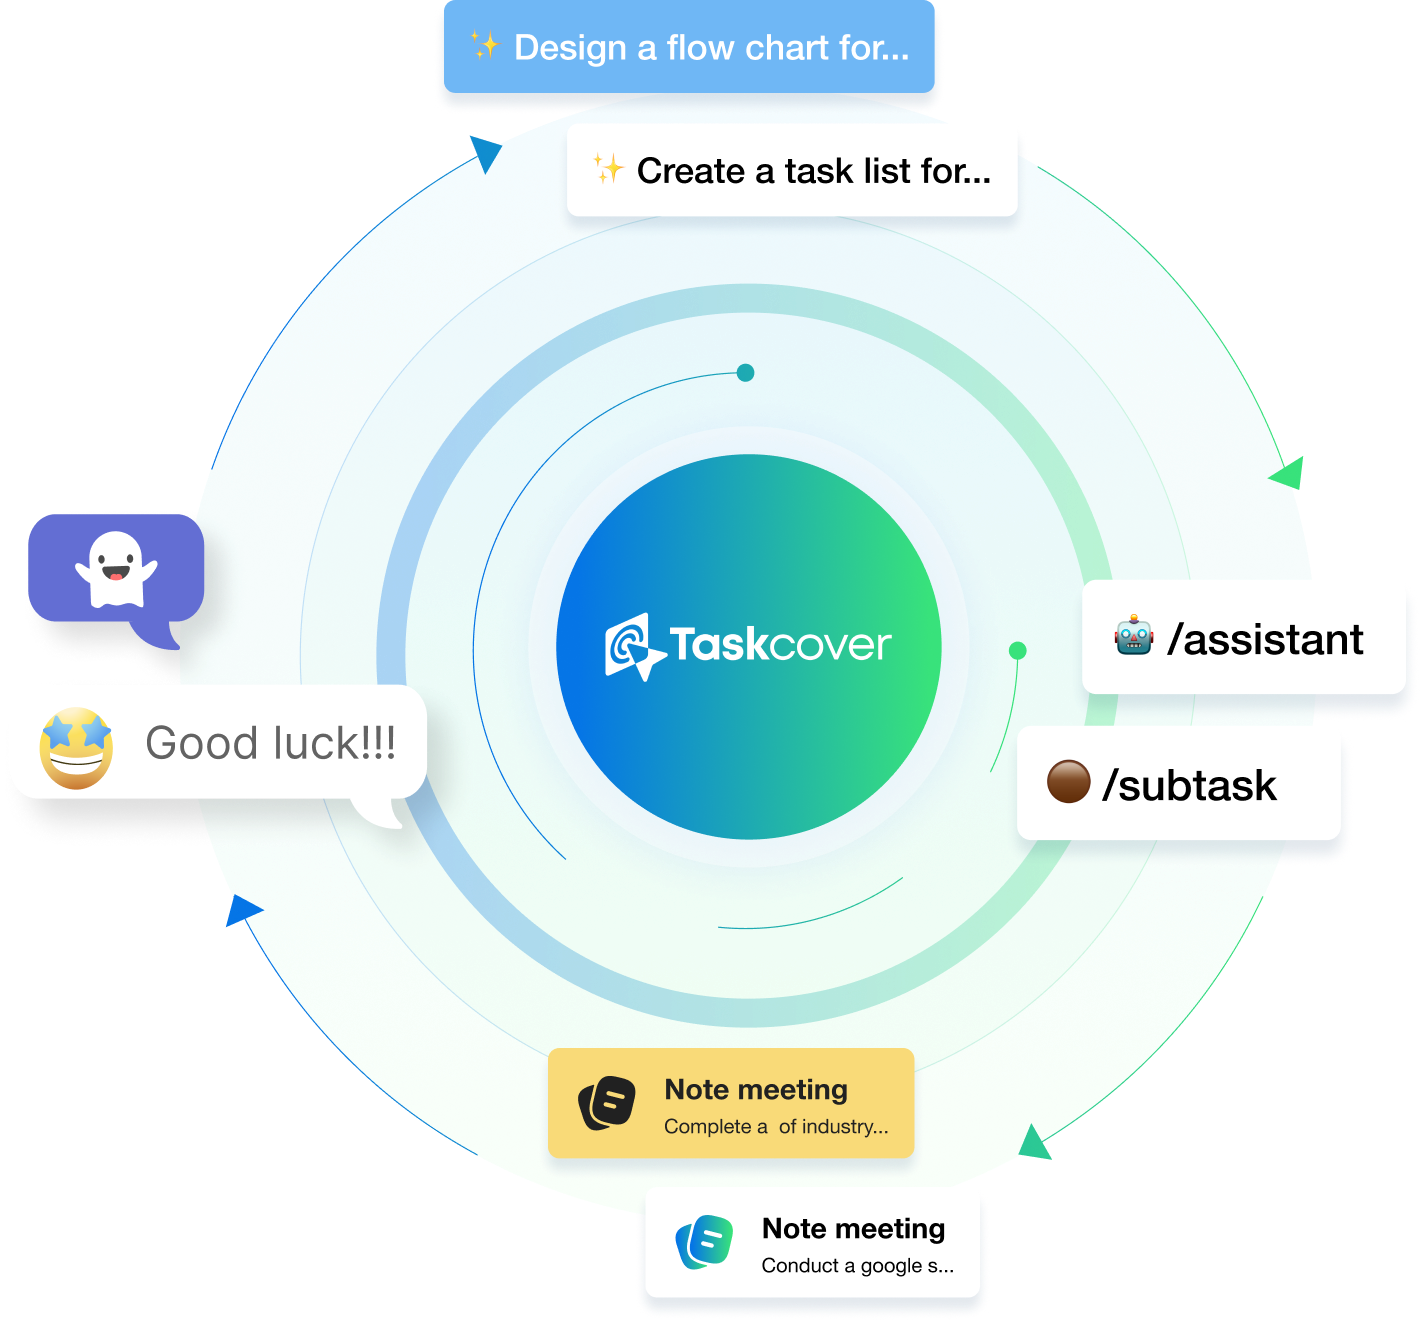 Design a flow chart for...
Create a task list for...
Taskcover
/assistant
Good luck!!!
/subtask
Note meeting
Complete a  of industry...
Note meeting
Conduct a google s...